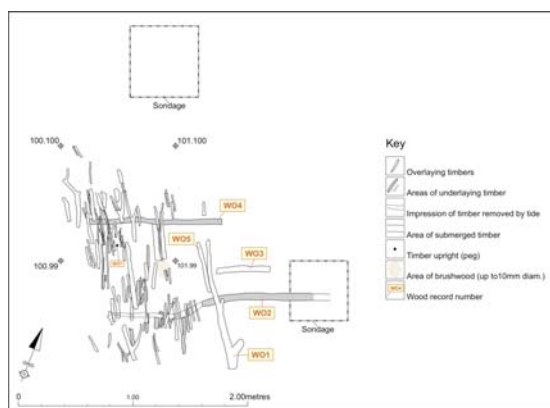 Sondage
100.100
101.100
WO4
WO5
WO3
100.99
101.99
WO2
Sondage
WO1
Key
Overlaying timbers
Areas of underlaying timber
Impression of timber removed by tide
Area of submerged timber
Timber upright (peg)
Area of brushwood (up to10mm diam.)
Wood record number
0
1.00
2.00metres